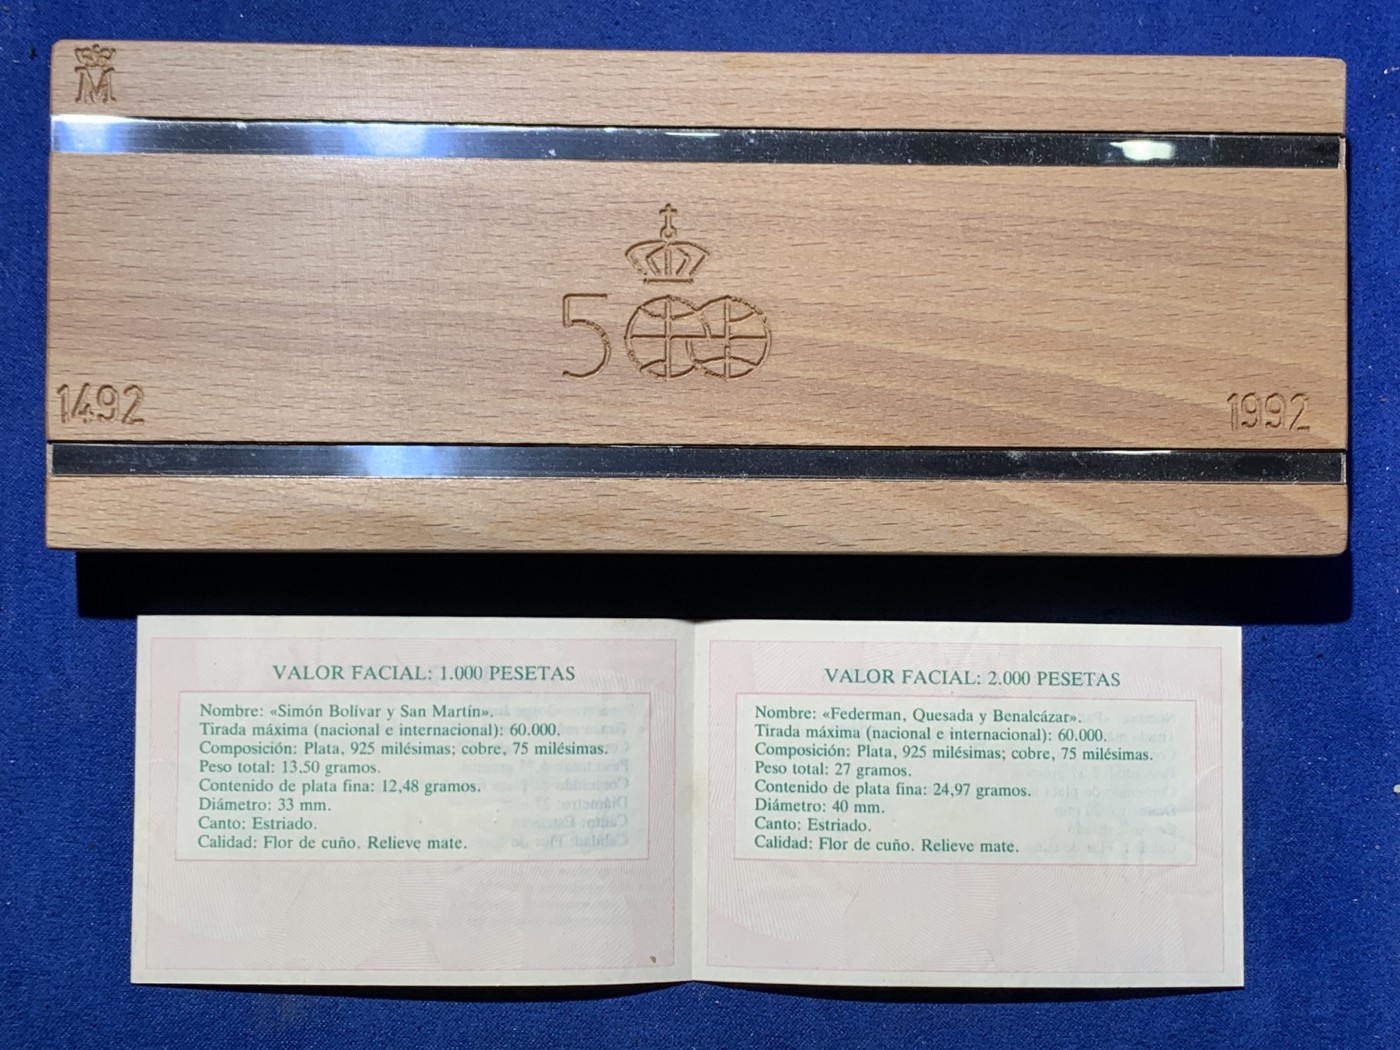 M
500
1492
1992
VALOR FACIAL: 1.000 PESETAS
Nombre: «Simón Bolívar y San Martín».
Tirada máxima (nacional e internacional): 60.000.
Composición: Plata, 925 milésimas; cobre, 75 milésimas.
Peso total: 13,50 gramos.
Contenido de plata fina: 12,48 gramos.
Diámetro: 33 mm.
Canto: Estriado.
Calidad: Flor de cuño. Relieve mate.
VALOR FACIAL: 2.000 PESETAS
Nombre: «Federman, Quesada y Benalcázar».
Tirada máxima (nacional e internacional): 60.000.
Composición: Plata, 925 milésimas; cobre, 75 milésimas.
Peso total: 27 gramos.
Contenido de plata fina: 24,97 gramos.
Diámetro: 40 mm.
Canto: Estriado.
Calidad: Flor de cuño. Relieve mate.